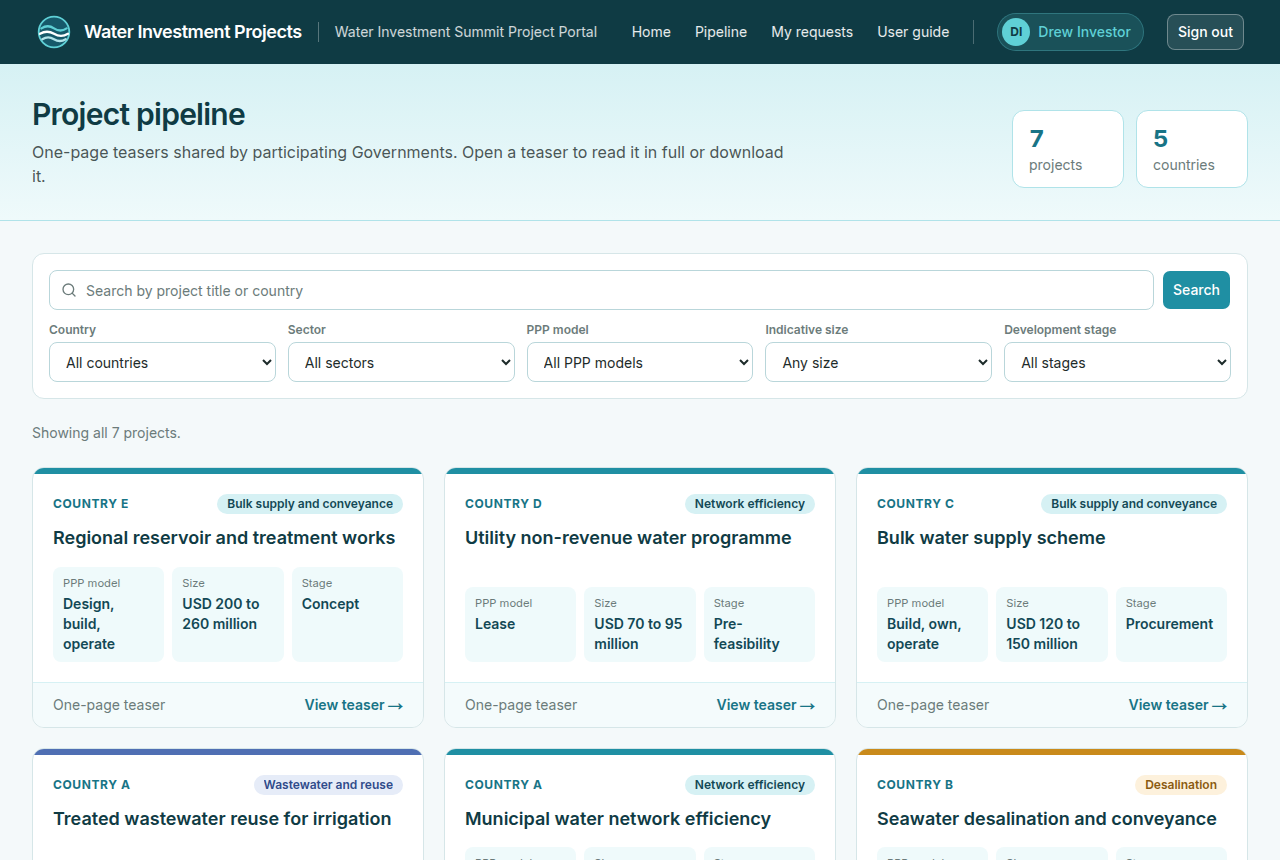 Water Investment Projects
Water Investment Summit Project Portal
Home
Pipeline
My requests
User guide
DI
Drew Investor
Sign out
Project pipeline
One-page teasers shared by participating Governments. Open a teaser to read it in full or download
it.
7
projects
5
countries
Search by project title or country
Search
Country
Sector
PPP model
Indicative size
Development stage
All countries
All sectors
All PPP models
Any size
All stages
Showing all 7 projects.
COUNTRY E
Bulk supply and conveyance
Regional reservoir and treatment works
PPP model
Design,
build,
operate
Size
USD 200 to
260 million
Stage
Concept
One-page teaser
View teaser →
COUNTRY D
Network efficiency
Utility non-revenue water programme
PPP model
Lease
Size
USD 70 to 95
million
Stage
Pre-
feasibility
One-page teaser
View teaser →
COUNTRY C
Bulk supply and conveyance
Bulk water supply scheme
PPP model
Build, own,
operate
Size
USD 120 to
150 million
Stage
Procurement
One-page teaser
View teaser →
COUNTRY A
Wastewater and reuse
Treated wastewater reuse for irrigation
COUNTRY A
Network efficiency
Municipal water network efficiency
COUNTRY B
Desalination
Seawater desalination and conveyance